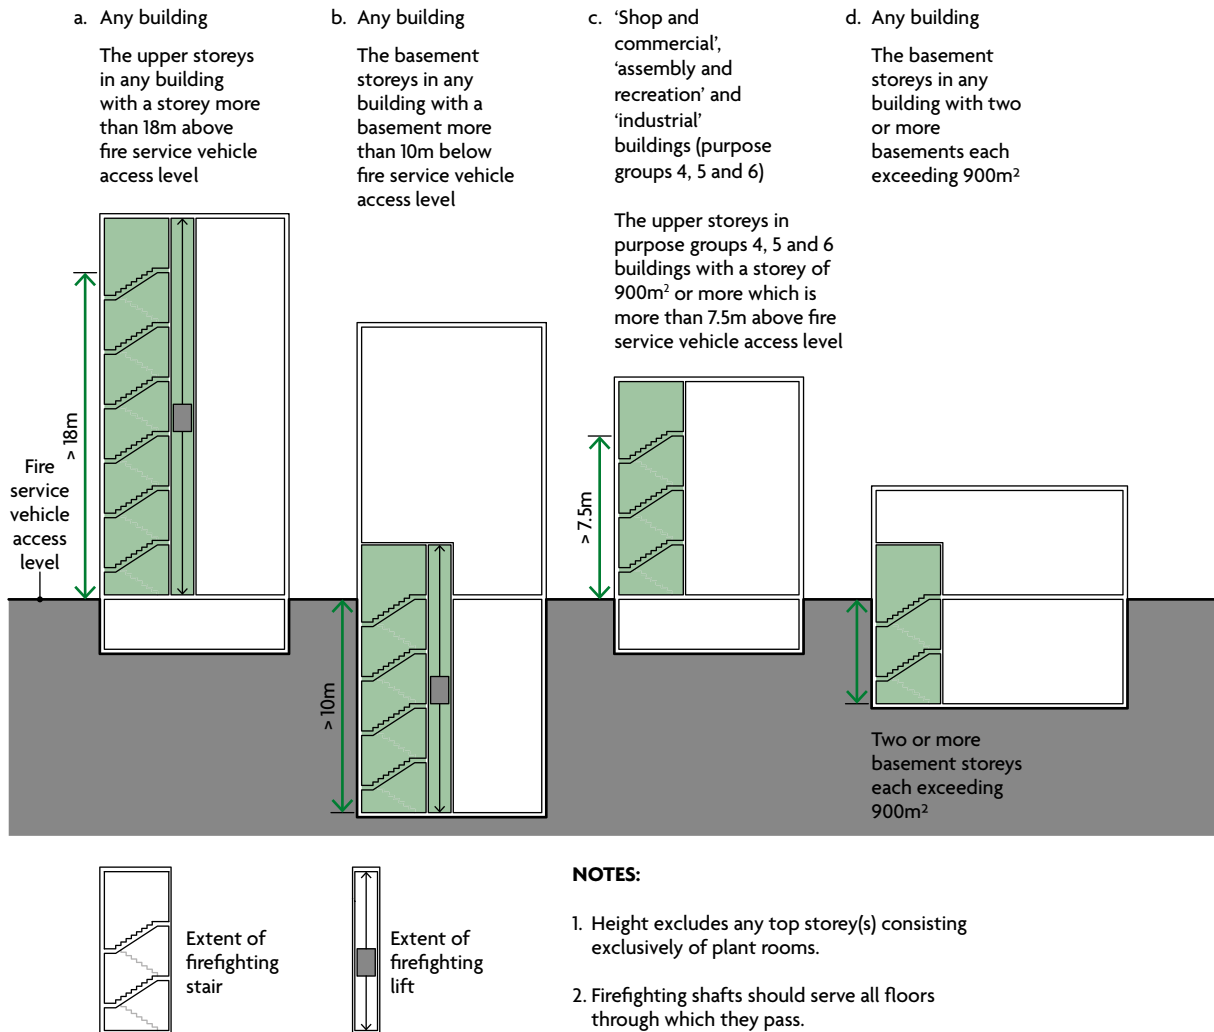 a. Any building
The upper storeys
in any building
with a storey more
than 18m above
fire service vehicle
access level
b. Any building
The basement
storeys in any
building with a
basement more
than 10m below
fire service vehicle
access level
c. ‘Shop and
commercial’,
‘assembly and
recreation’ and
‘industrial’
buildings (purpose
groups 4, 5 and 6)
The upper storeys in
purpose groups 4, 5 and 6
buildings with a storey of
900m² or more which is
more than 7.5m above fire
service vehicle access level
d. Any building
The basement
storeys in any
building with two
or more
basements each
exceeding 900m²
> 18m
Fire
service
vehicle
access
level
> 10m
> 7.5m
Two or more
basement storeys
each exceeding
900m²
Extent of
firefighting
stair
Extent of
firefighting
lift
NOTES:
1. Height excludes any top storey(s) consisting
exclusively of plant rooms.
2. Firefighting shafts should serve all floors
through which they pass.